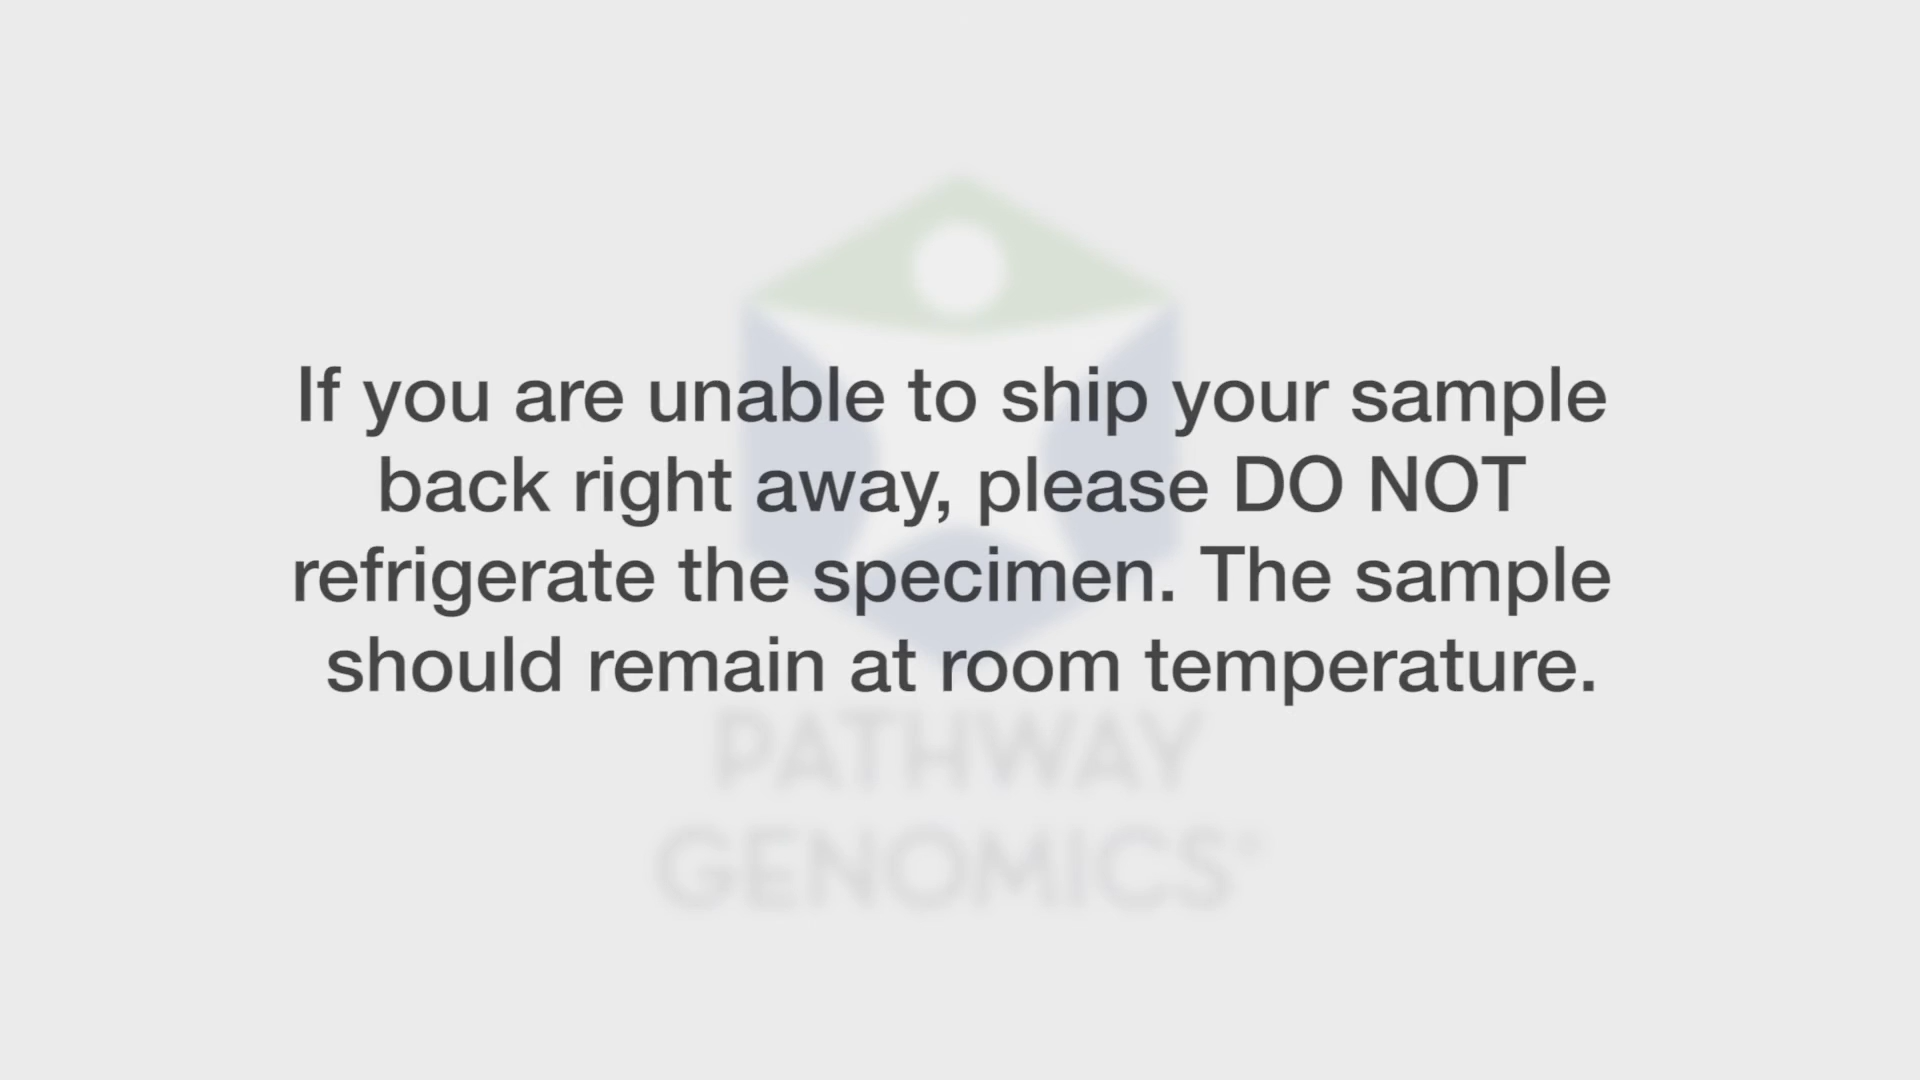 If you are unable to ship your sample
back right away, please DO NOT
refrigerate the specimen. The sample
should remain at room temperature.
PATHWAY
GENOMICS®